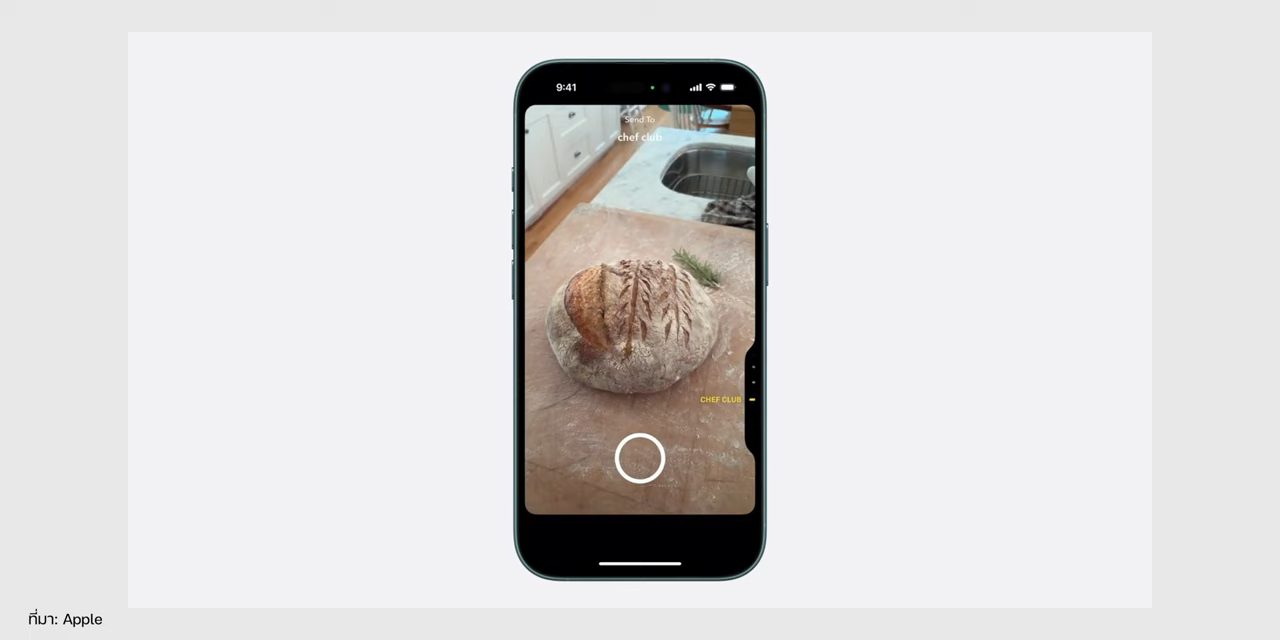 9:41
Send To
chef club
CHEF CLUB
ที่มา: Apple